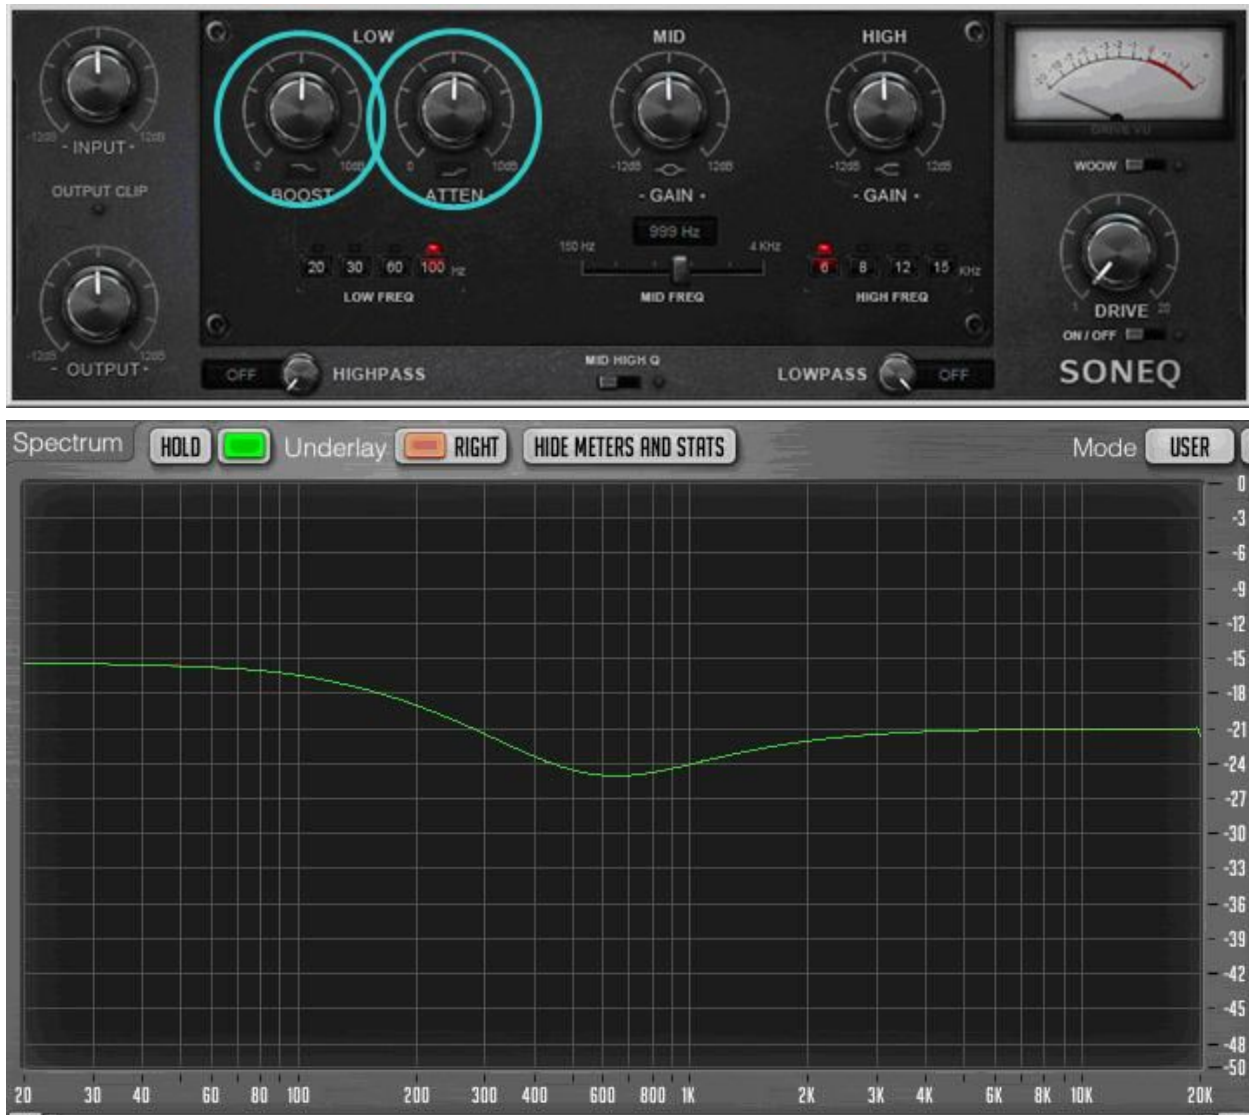 LOW
MID
HIGH
-12dB 12dB
- INPUT -
0 10dB
BOOST
0 10dB
ATTEN
-12dB 12dB
- GAIN -
-12dB 12dB
- GAIN -
DRIVE VU
WOOW
OUTPUT CLIP
999 Hz
150 Hz 4 KHz
20 30 60 100 Hz
LOW FREQ
MID FREQ
6 8 12 15 KHz
HIGH FREQ
1 20
DRIVE
ON / OFF
-12dB 12dB
- OUTPUT -
OFF HIGHPASS
MID HIGH Q
LOWPASS OFF
SONEQ
Spectrum HOLD Underlay RIGHT HIDE METERS AND STATS Mode USER
0
-3
-6
-9
-12
-15
-18
-21
-24
-27
-30
-33
-36
-39
-42
-45
-48
-50
20 30 40 60 80 100 200 300 400 600 800 1K 2K 3K 4K 6K 8K 10K 20K